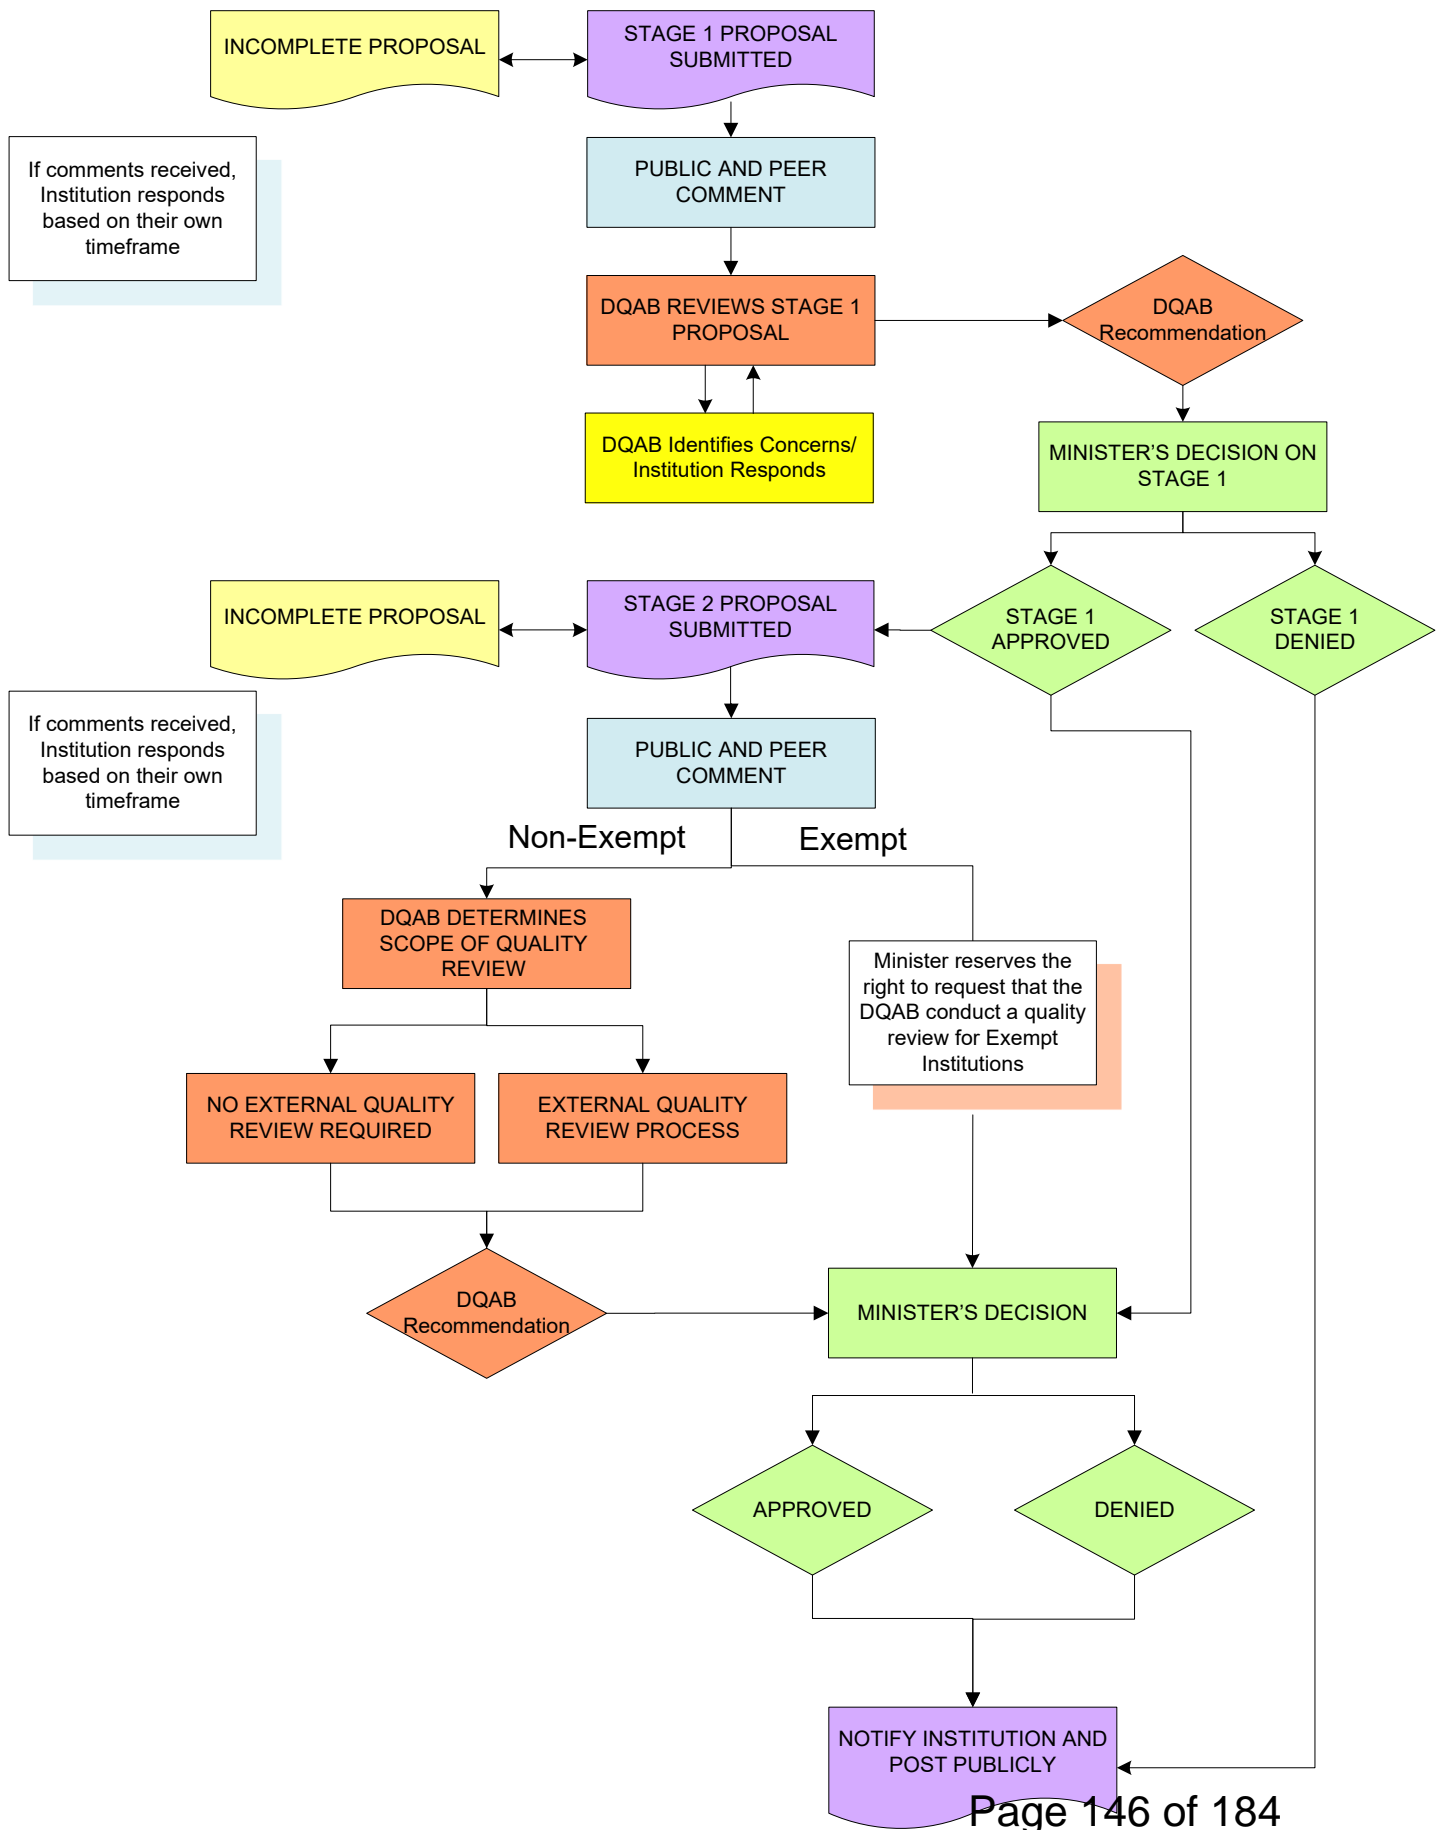 INCOMPLETE PROPOSAL
STAGE 1 PROPOSAL
SUBMITTED
If comments received,
Institution responds
based on their own
timeframe
PUBLIC AND PEER
COMMENT
DQAB REVIEWS STAGE 1
PROPOSAL
DQAB
Recommendation
DQAB Identifies Concerns/
Institution Responds
MINISTER'S DECISION ON
STAGE 1
INCOMPLETE PROPOSAL
STAGE 2 PROPOSAL
SUBMITTED
STAGE 1
APPROVED
STAGE 1
DENIED
If comments received,
Institution responds
based on their own
timeframe
PUBLIC AND PEER
COMMENT
Non-Exempt
Exempt
DQAB DETERMINES
SCOPE OF QUALITY
REVIEW
Minister reserves the
right to request that the
DQAB conduct a quality
review for Exempt
Institutions
NO EXTERNAL QUALITY
REVIEW REQUIRED
EXTERNAL QUALITY
REVIEW PROCESS
DQAB
Recommendation
MINISTER'S DECISION
APPROVED
DENIED
NOTIFY INSTITUTION AND
POST PUBLICLY
Page 146 of 184